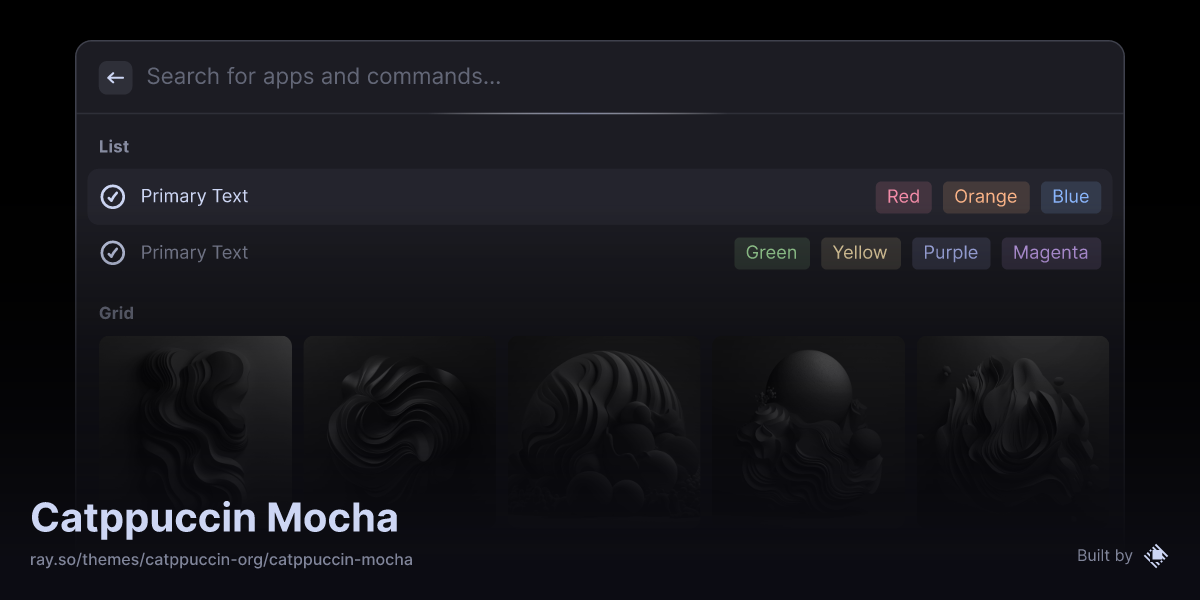 Search for apps and commands...
List
Primary Text Red Orange Blue
Primary Text Green Yellow Purple Magenta
Grid
Catppuccin Mocha
ray.so/themes/catppuccin-org/catppuccin-mocha
Built by